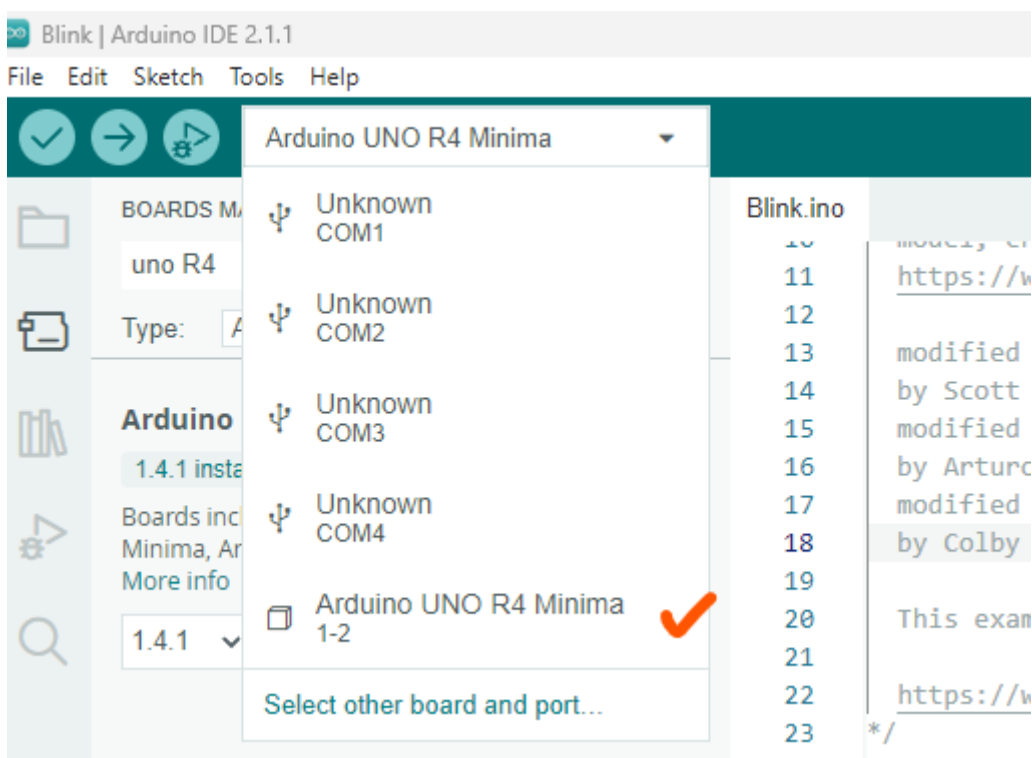 Blink | Arduino IDE 2.1.1
File Edit Sketch Tools Help
Arduino UNO R4 Minima
Unknown
COM1
Unknown
COM2
Unknown
COM3
Unknown
COM4
Arduino UNO R4 Minima
1-2
Select other board and port...
BOARDS MA
uno R4
Type: A
Arduino
1.4.1 insta
Boards incl
Minima, Ar
More info
1.4.1
Blink.ino
10
11 https://w
12
13 modified
14 by Scott
15 modified
16 by Arturo
17 modified
18 by Colby
19
20 This exam
21
22 https://w
23 */